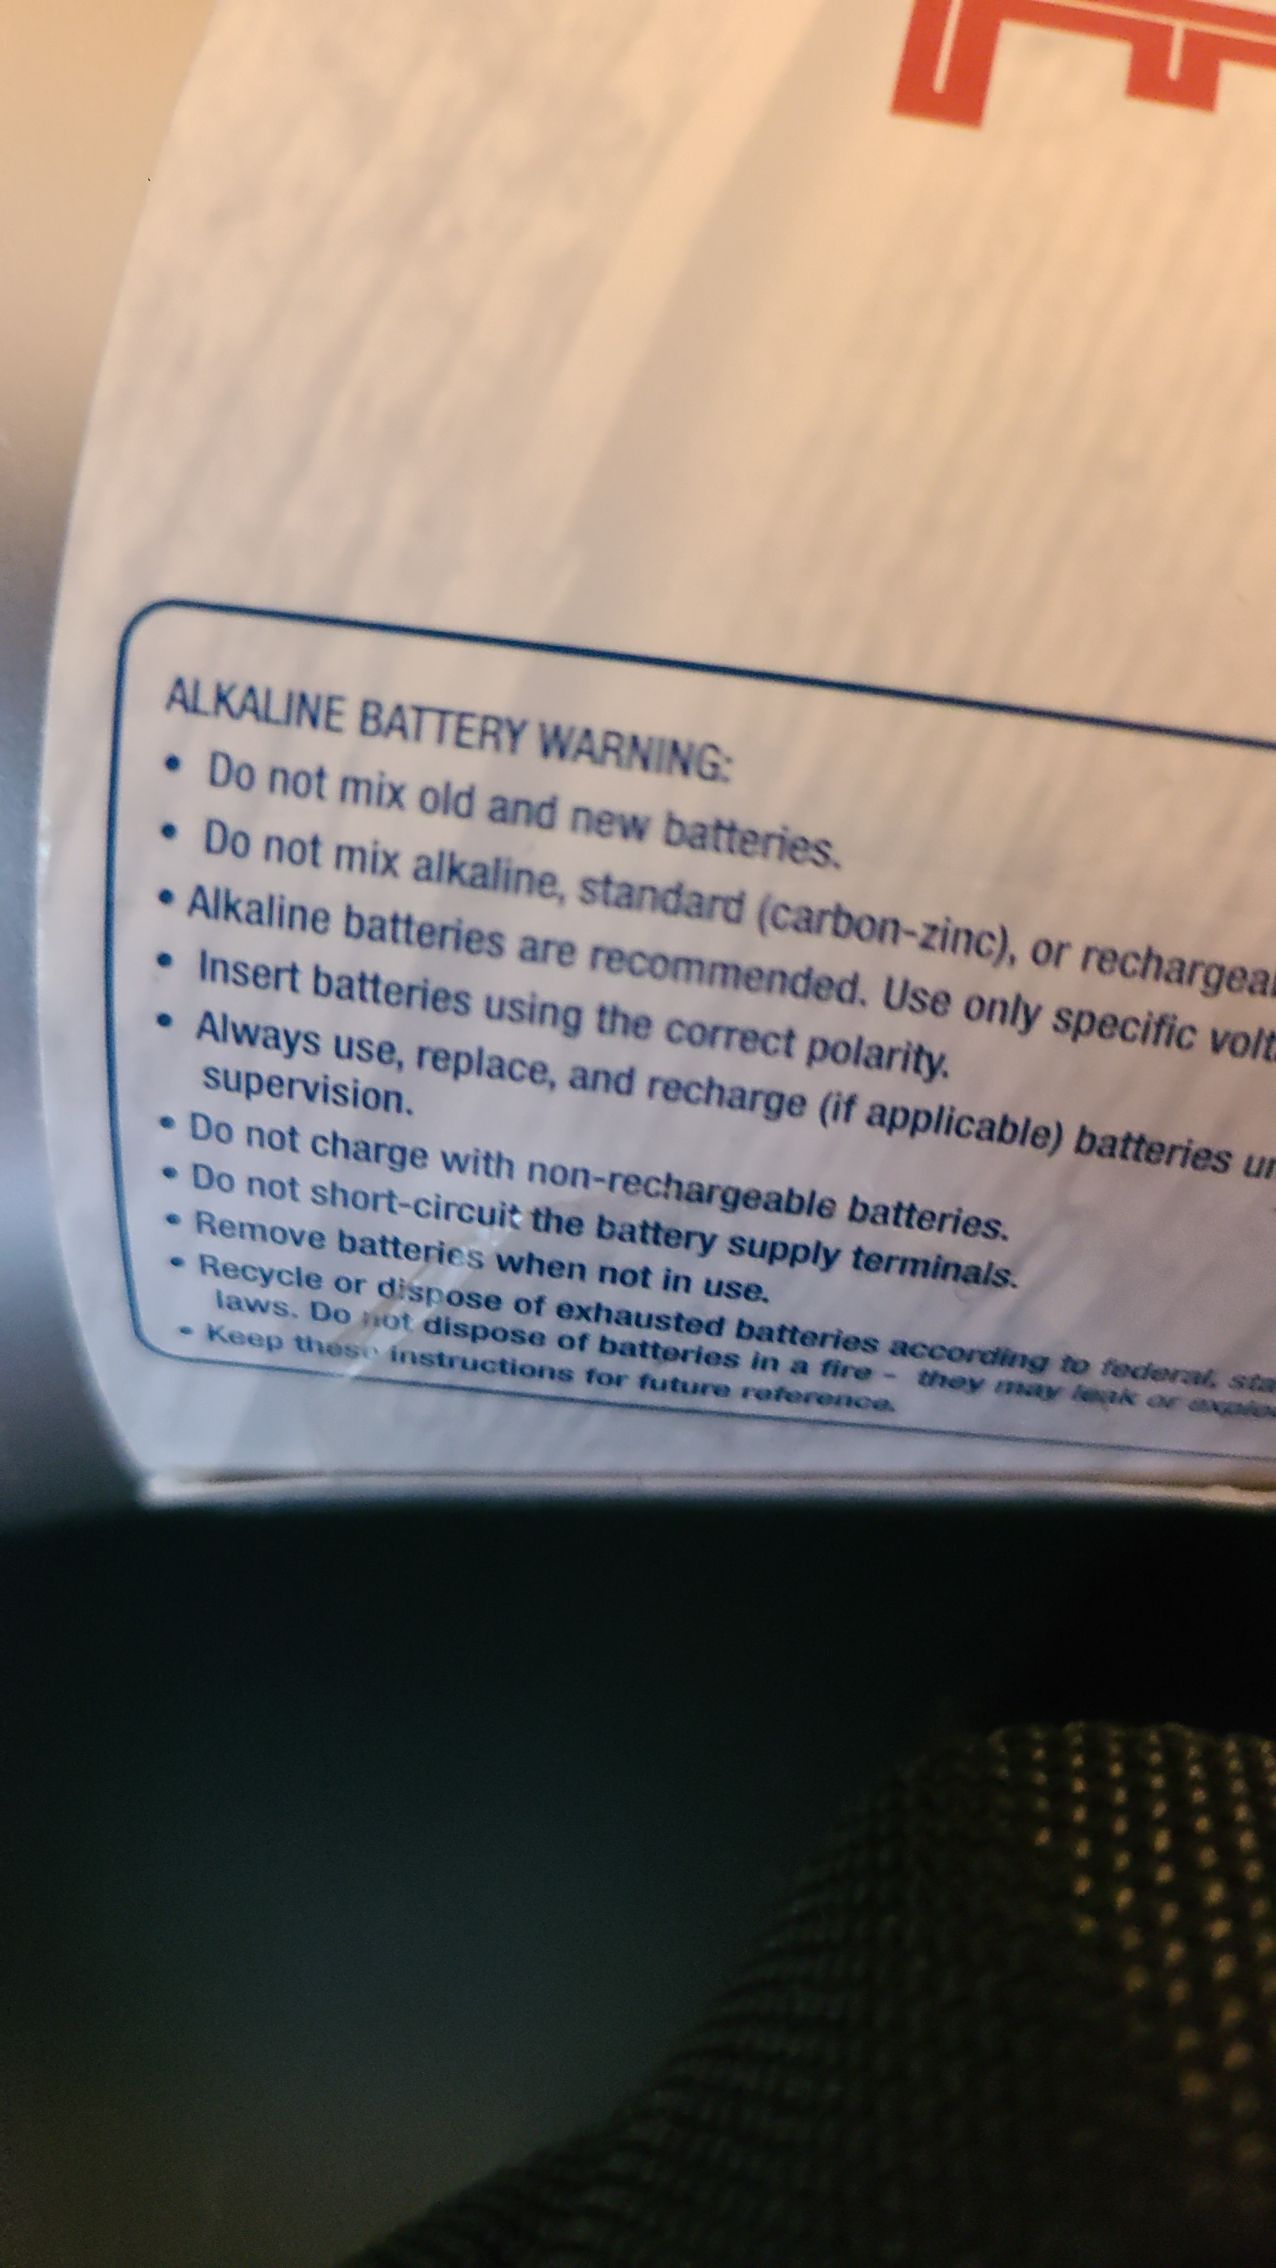 ALKALINE BATTERY WARNING:
• Do not mix old and new batteries.
• Do not mix alkaline, standard (carbon-zinc), or rechargeal
• Alkaline batteries are recommended. Use only specific volt
• Insert batteries using the correct polarity.
• Always use, replace, and recharge (if applicable) batteries un
supervision.
• Do not charge with non-rechargeable batteries.
• Do not short-circuit the battery supply terminals.
• Remove batteries when not in use.
• Recycle or dispose of exhausted batteries according to federal, sta
laws. Do not dispose of batteries in a fire - they may leak or explo
• Keep these instructions for future reference.